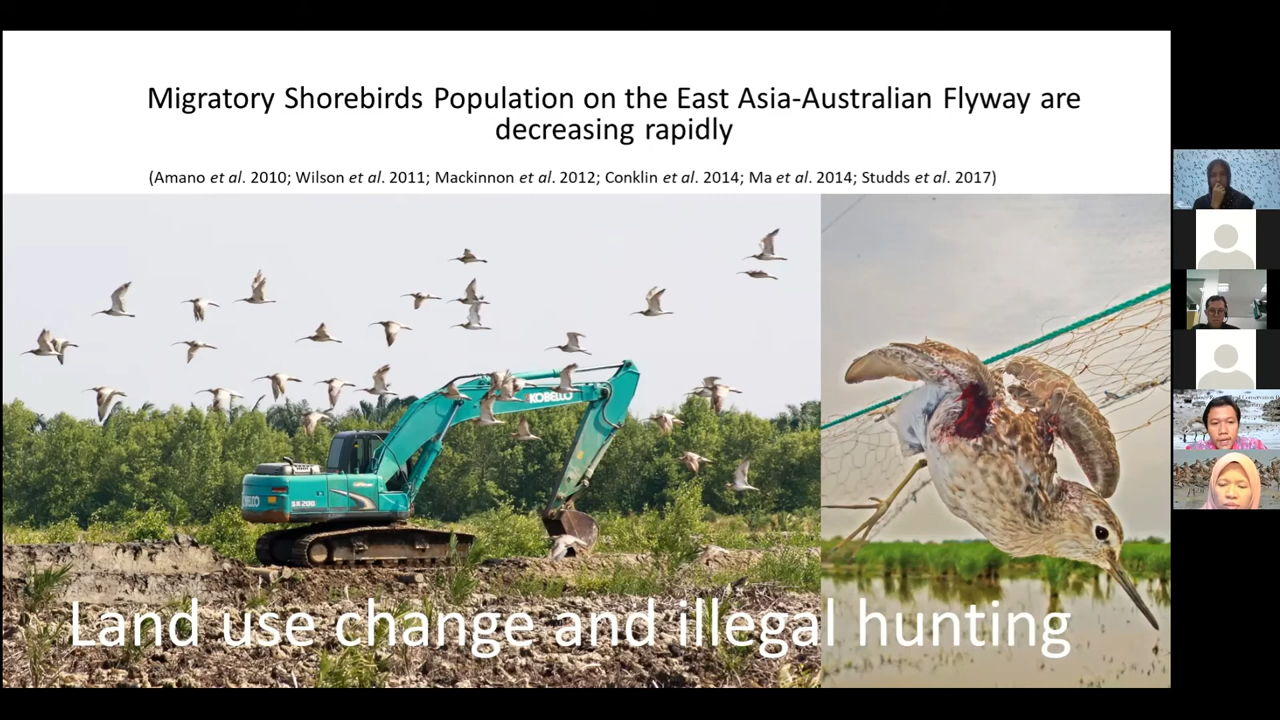 Migratory Shorebirds Population on the East Asia-Australian Flyway are
decreasing rapidly
(Amano et al. 2010; Wilson et al. 2011; Mackinnon et al. 2012; Conklin et al. 2014; Ma et al. 2014; Studds et al. 2017)
KOBELCO
SK200
Land use change and illegal hunting